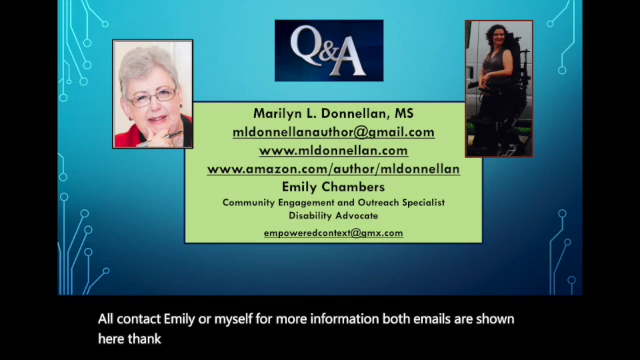 Q&A
Marilyn L. Donnellan, MS
mldonnellanauthor@gmail.com
www.mldonnellan.com
www.amazon.com/author/mldonnellan
Emily Chambers
Community Engagement and Outreach Specialist
Disability Advocate
empoweredcontext@gmx.com
All contact Emily or myself for more information both emails are shown
here thank